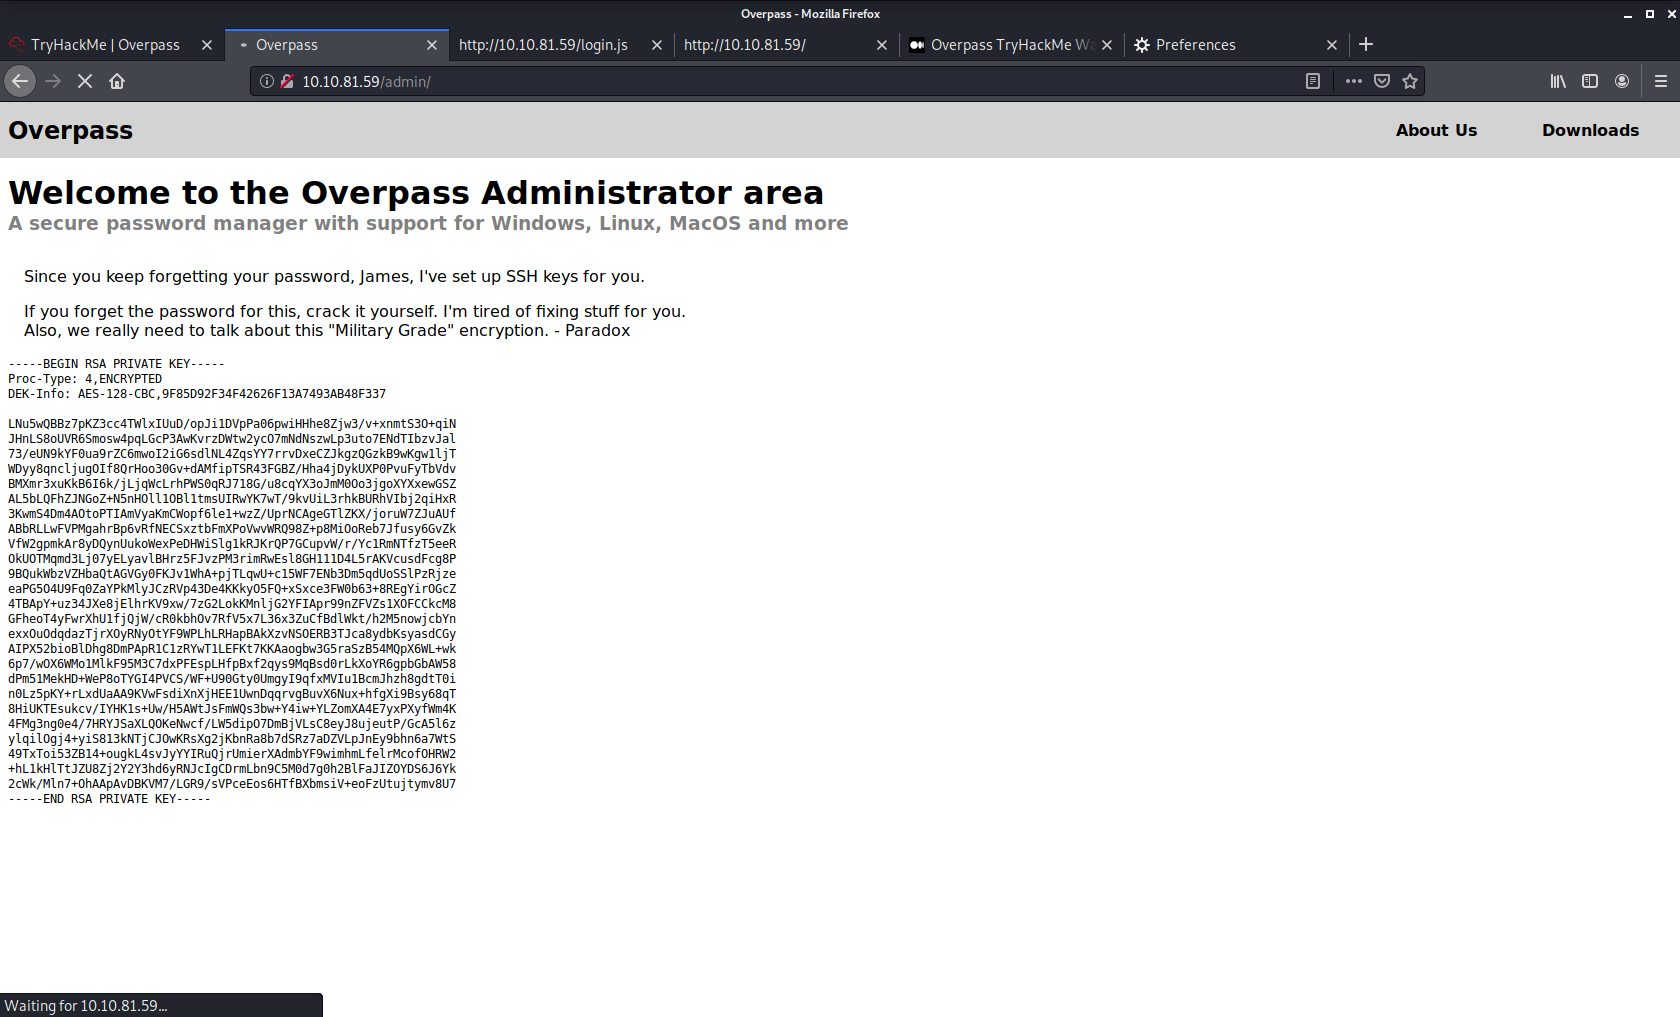 Overpass - Mozilla Firefox
TryHackMe | Overpass
Overpass
http://10.10.81.59/login.js
http://10.10.81.59/
Overpass TryHackMe Wa
Preferences
10.10.81.59/admin/
Overpass
About Us
Downloads
Welcome to the Overpass Administrator area
A secure password manager with support for Windows, Linux, MacOS and more
Since you keep forgetting your password, James, I've set up SSH keys for you.
If you forget the password for this, crack it yourself. I'm tired of fixing stuff for you.
Also, we really need to talk about this "Military Grade" encryption. - Paradox
-----BEGIN RSA PRIVATE KEY-----
Proc-Type: 4,ENCRYPTED
DEK-Info: AES-128-CBC,9F85D92F34F42626F13A7493AB48F337
LNu5wQBBz7pKZ3cc4TWlxIUuD/opJi1DVpPa06pwiHHhe8Zjw3/v+xnmtS3O+qiN
JHnLS8oUVR6Smosw4pqLGcP3AwKvrzDWtw2ycO7mNdNszwLp3uto7ENdTIbzvJal
73/eUN9kYF0ua9rZC6mwoI2iG6sdlNL4ZqsYY7rrvDxeCZJkgzQGzkB9wKgw1ljT
WDyy8qncljugOIf8QrHoo30Gv+dAMfipTSR43FGBZ/Hha4jDykUXP0PvuFyTbVdv
BMXmr3xuKkB6I6k/jLjqWcLrhPWS0qRJ718G/u8cqYX3oJmM0Oo3jgoXYXxewGSZ
AL5bLQFhZJNGoZ+N5nHOll1OBl1tmsUIRwYK7wT/9kvUiL3rhkBURhVIbj2qiHxR
3KwmS4Dm4AOtoPTIAmVyaKmCWopf6le1+wzZ/UprNCAgeGTlZKX/joruW7ZJuAUf
ABbRLLwFVPMgahrBp6vRfNECSxztbFmXPoVwvWRQ98Z+p8MiOoReb7Jfusy6GvZk
VfW2gpmkAr8yDQynUukoWexPeDHWiSlg1kRJKrQP7GCupvW/r/Yc1RmNTfzT5eeR
OkUOTMqmd3Lj07yELyavlBHrz5FJvzPM3rimRwEsl8GH111D4L5rAKVcusdFcg8P
9BQukWbzVZHbaQtAGVGy0FKJv1WhA+pjTLqwU+c15WF7ENb3Dm5qdUoSSlPzRjze
eaPG5O4U9Fq0ZaYPkMlyJCzRVp43De4KKkyO5FQ+xSxce3FW0b63+8REgYirOGcZ
4TBApY+uz34JXe8jElhrKV9xw/7zG2LokKMnljG2YFIApr99nZFVZs1XOFCCkcM8
GFheoT4yFwrXhU1fjQjW/cR0kbhOv7RfV5x7L36x3ZuCfBdlWkt/h2M5nowjcbYn
exxOuOdqdazTjrXOyRNyOtYF9WPLhLRHapBAkXzvNSOERB3TJca8ydbKsyasdCGy
AIPX52bioBlDhg8DmPApR1C1zRYwT1LEFKt7KKAaogbw3G5raSzB54MQpX6WL+wk
6p7/wOX6WMo1MlkF95M3C7dxPFEspLHfpBxf2qys9MqBsd0rLkXoYR6gpbGbAW58
dPm51MekHD+WeP8oTYGI4PVCS/WF+U90Gty0UmgyI9qfxMVIu1BcmJhzh8gdtT0i
n0Lz5pKY+rLxdUaAA9KVwFsdiXnXjHEE1UwnDqqrvgBuvX6Nux+hfgXi9Bsy68qT
8HiUKTEsukcv/IYHK1s+Uw/H5AWtJsFmWQs3bw+Y4iw+YLZomXA4E7yxPXyfWm4K
4FMg3ng0e4/7HRYJSaXLQOKeNwcf/LW5dipO7DmBjVLsC8eyJ8ujeutP/GcA5l6z
ylqilOgj4+yiS813kNTjCJOwKRsXg2jKbnRa8b7dSRz7aDZVLpJnEy9bhn6a7WtS
49TxToi53ZB14+ougkL4svJyYYIRuQjrUmierXAdmbYF9wimhmLfelrMcofOHRW2
+hL1kHlTtJZU8Zj2Y2Y3hd6yRNJcIgCDrmLbn9C5M0d7g0h2BlFaJIZOYDS6J6Yk
2cWk/Mln7+OhAApAvDBKVM7/LGR9/sVPceEos6HTfBXbmsiV+eoFzUtujtymv8U7
-----END RSA PRIVATE KEY-----
Waiting for 10.10.81.59...